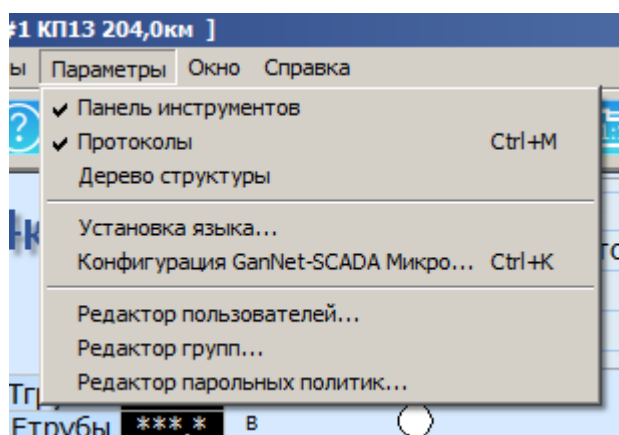 #1 КП13 204,0км ]
ы Параметры Окно Справка
Панель инструментов
Протоколы Ctrl+M
Дерево структуры
Установка языка...
Конфигурация GanNet-SCADA Микро... Ctrl+K
Редактор пользователей...
Редактор групп...
Редактор парольных политик...
Етрубы ***,* В